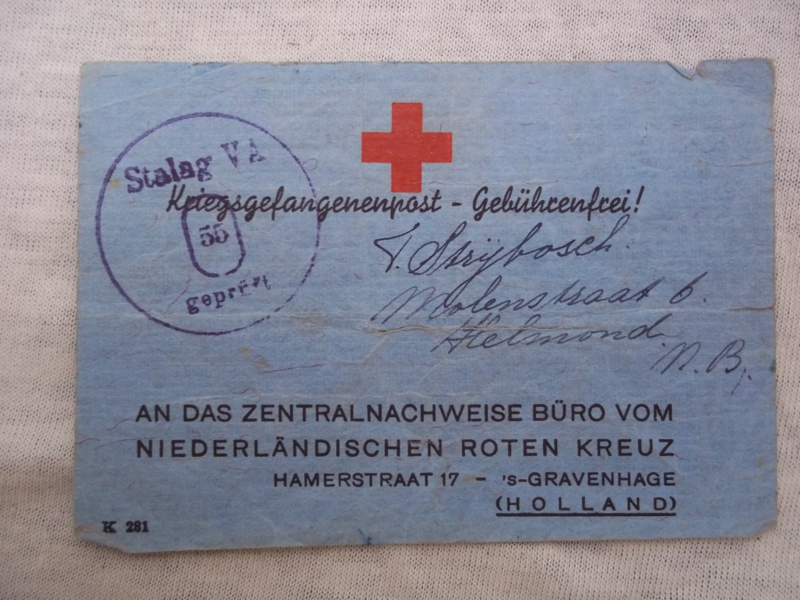 Stalag VA
55
geprüft
Kriegsgefangenenpost - Gebührenfrei!
J. Strijbosch.
Molenstraat 6.
Helmond.
N.B.
AN DAS ZENTRALNACHWEISE BÜRO VOM
NIEDERLÄNDISCHEN ROTEN KREUZ
HAMERSTRAAT 17 - 's-GRAVENHAGE
(HOLLAND)
K 281